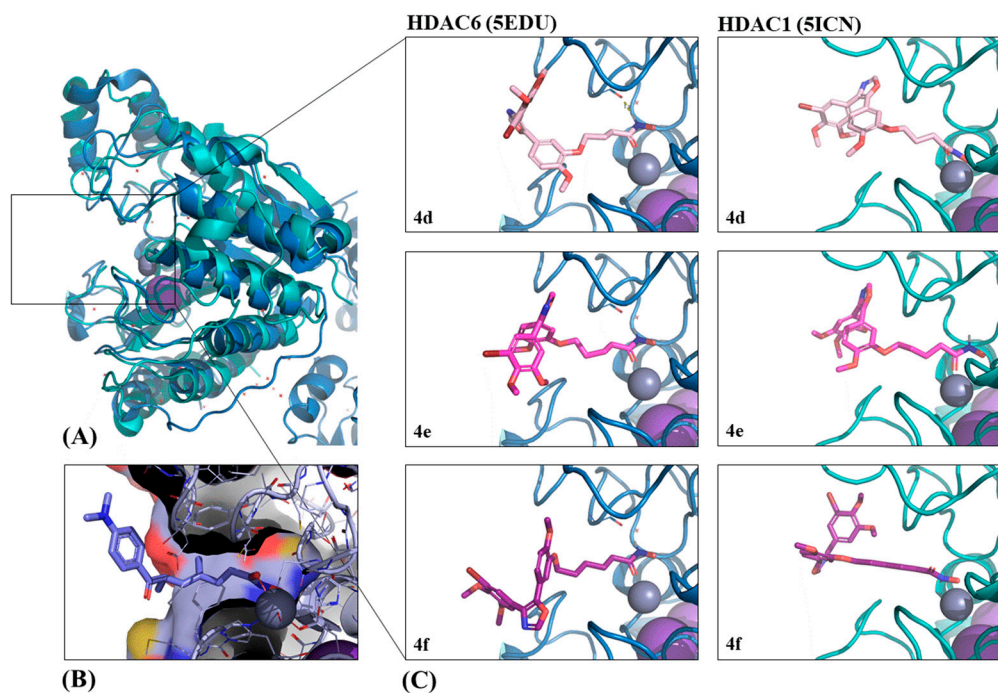 HDAC6 (5EDU)
HDAC1 (5ICN)
4d
4d
4e
4e
(A)
4f
4f
(B)
(C)